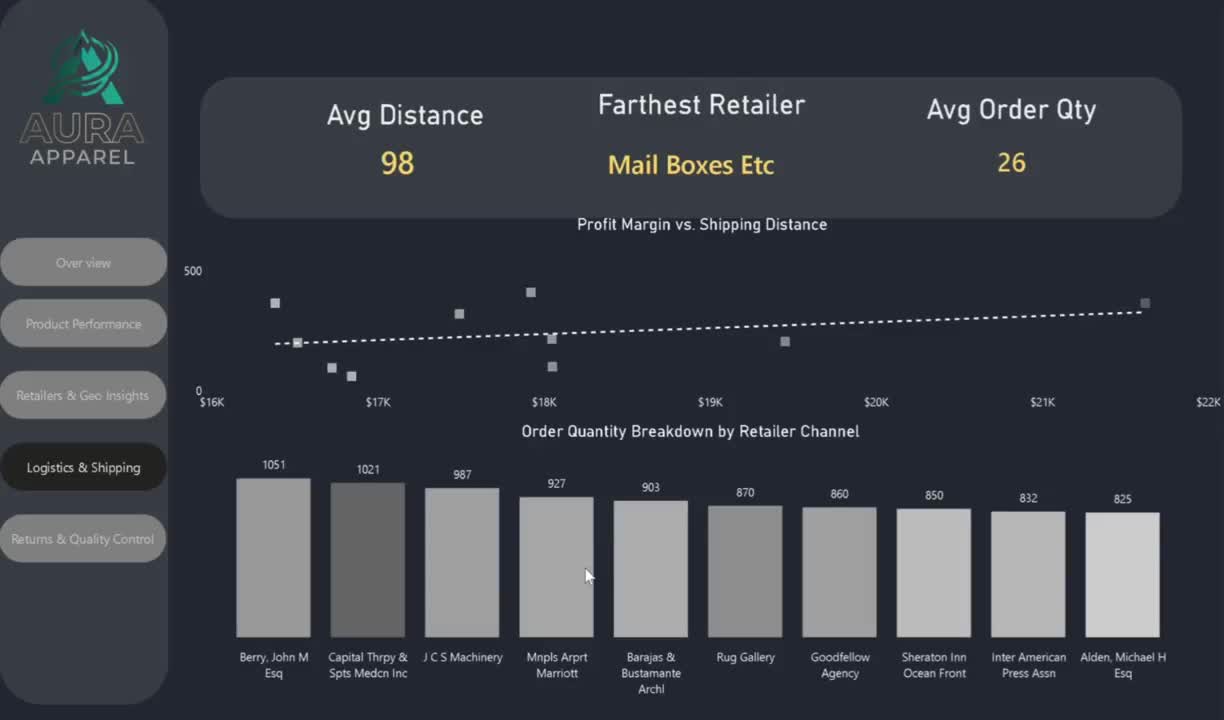 AURA
APPAREL
Over view
Product Performance
Retailers & Geo Insights
Logistics & Shipping
Returns & Quality Control
Avg Distance
98
Farthest Retailer
Mail Boxes Etc
Avg Order Qty
26
Profit Margin vs. Shipping Distance
500
0
$16K
$17K
$18K
$19K
$20K
$21K
$22K
Order Quantity Breakdown by Retailer Channel
1051
1021
987
927
903
870
860
850
832
825
Berry, John M
Esq
Capital Thrpy &
Spts Medcn Inc
J C S Machinery
Mnpls Arprt
Marriott
Barajas &
Bustamante
Archl
Rug Gallery
Goodfellow
Agency
Sheraton Inn
Ocean Front
Inter American
Press Assn
Alden, Michael H
Esq